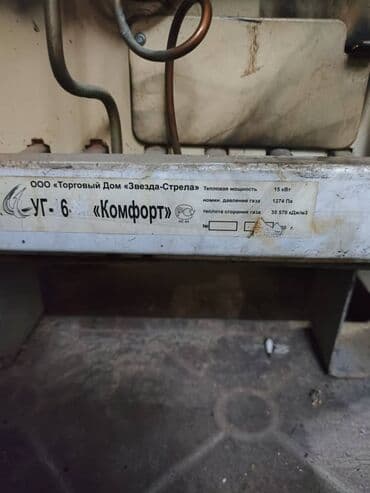 ООО «Торговый Дом «Звезда-Стрела»
УГ- 6 «Комфорт»
Тепловая мощность 15 кВт
номин. давление газа 1274 Па
теплота сгорания газа 35 570 кДж/м3
№ г.